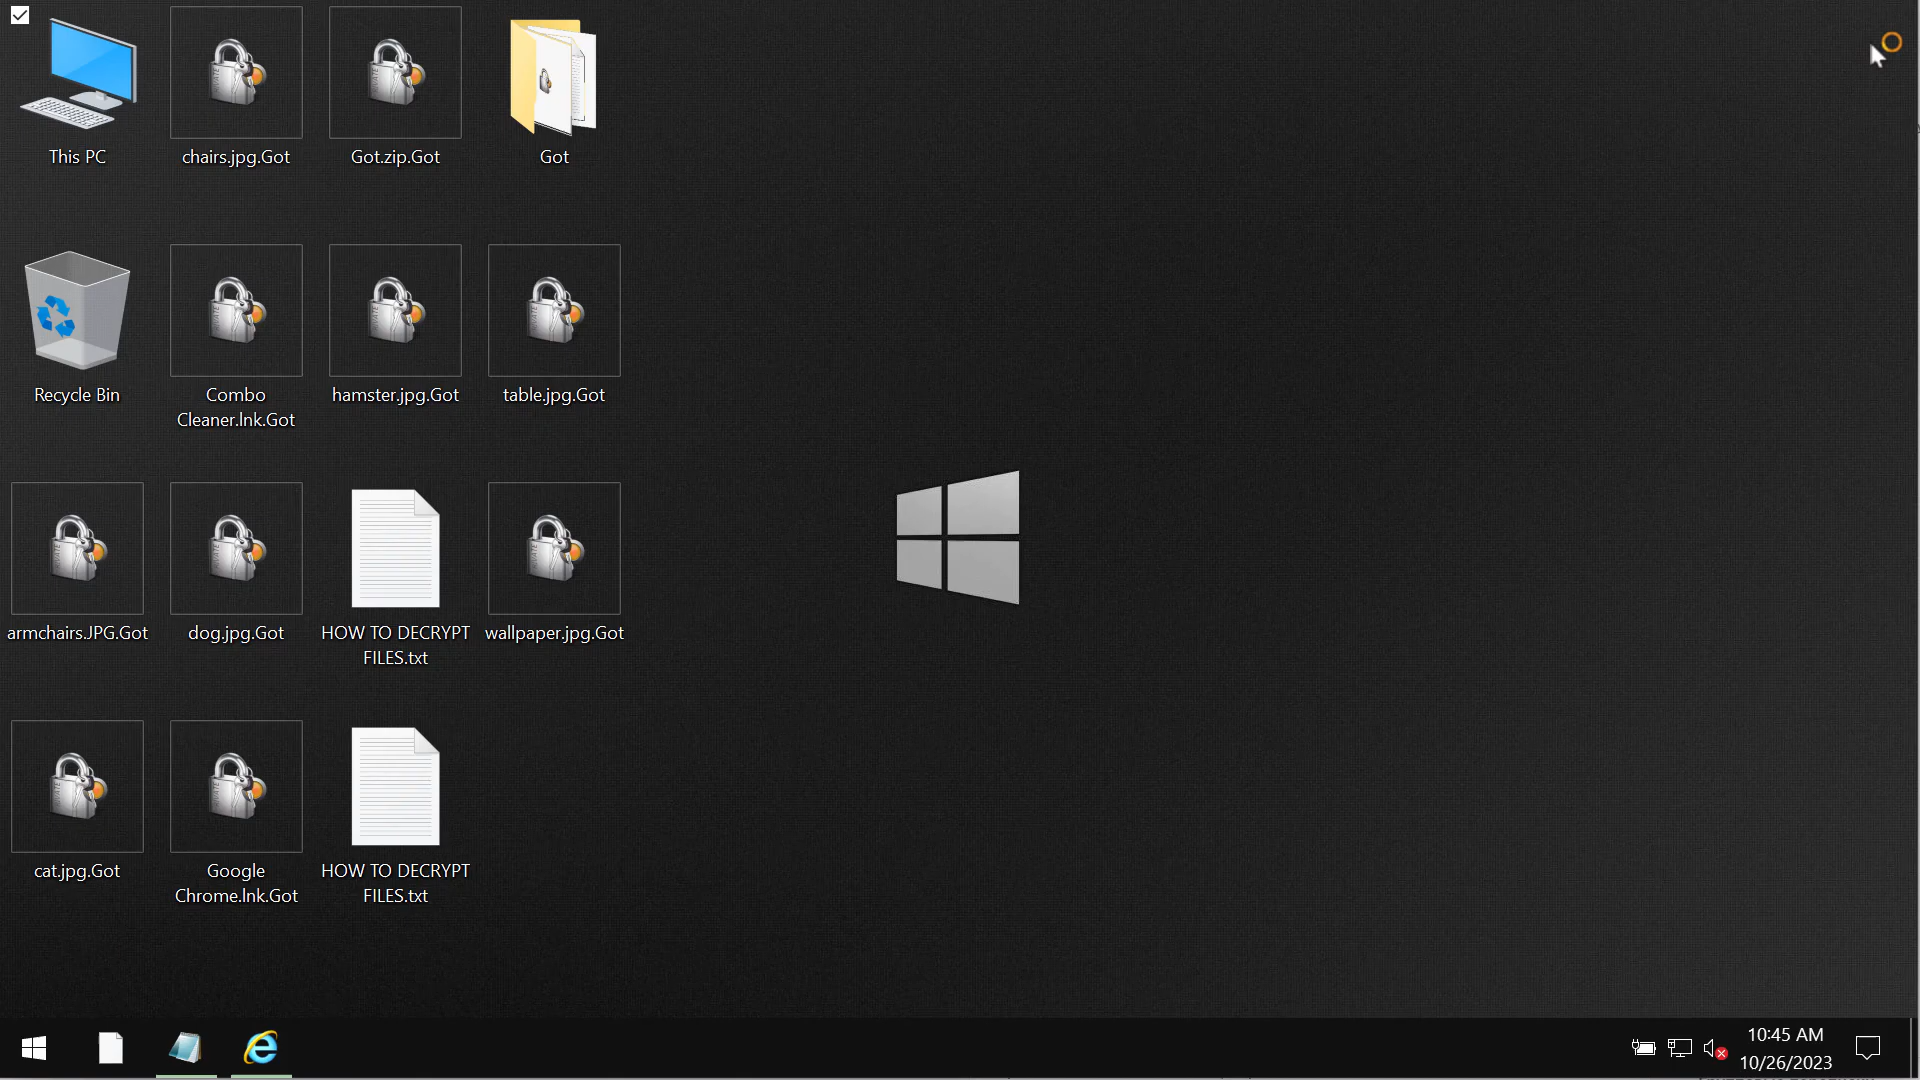 This PC
chairs.jpg.Got
Got.zip.Got
Got
Recycle Bin
Combo
Cleaner.lnk.Got
hamster.jpg.Got
table.jpg.Got
armchairs.JPG.Got
dog.jpg.Got
HOW TO DECRYPT
FILES.txt
wallpaper.jpg.Got
cat.jpg.Got
Google
Chrome.lnk.Got
HOW TO DECRYPT
FILES.txt
10:45 AM
10/26/2023